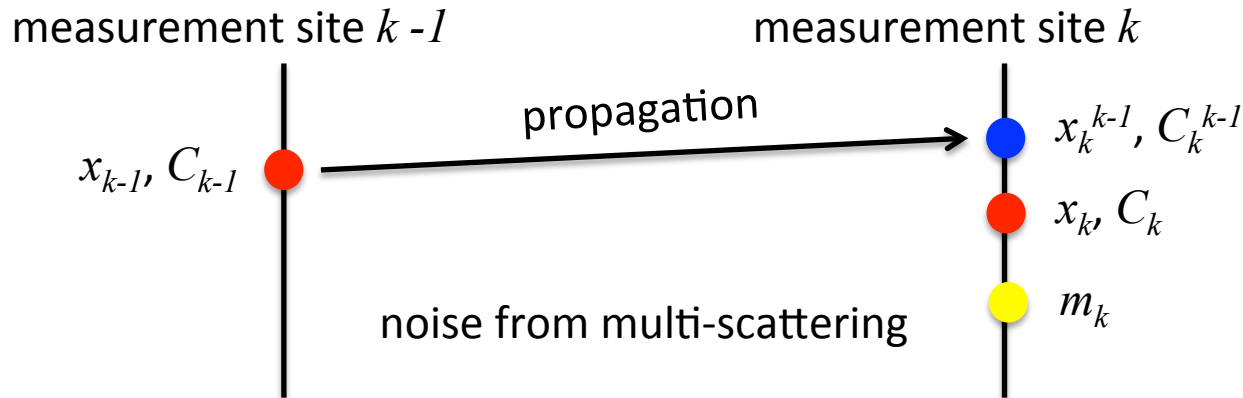 measurement site k -1
measurement site k
propagation
x_k^{k-1}, C_k^{k-1}
x_{k-1}, C_{k-1}
x_k, C_k
m_k
noise from multi-scattering